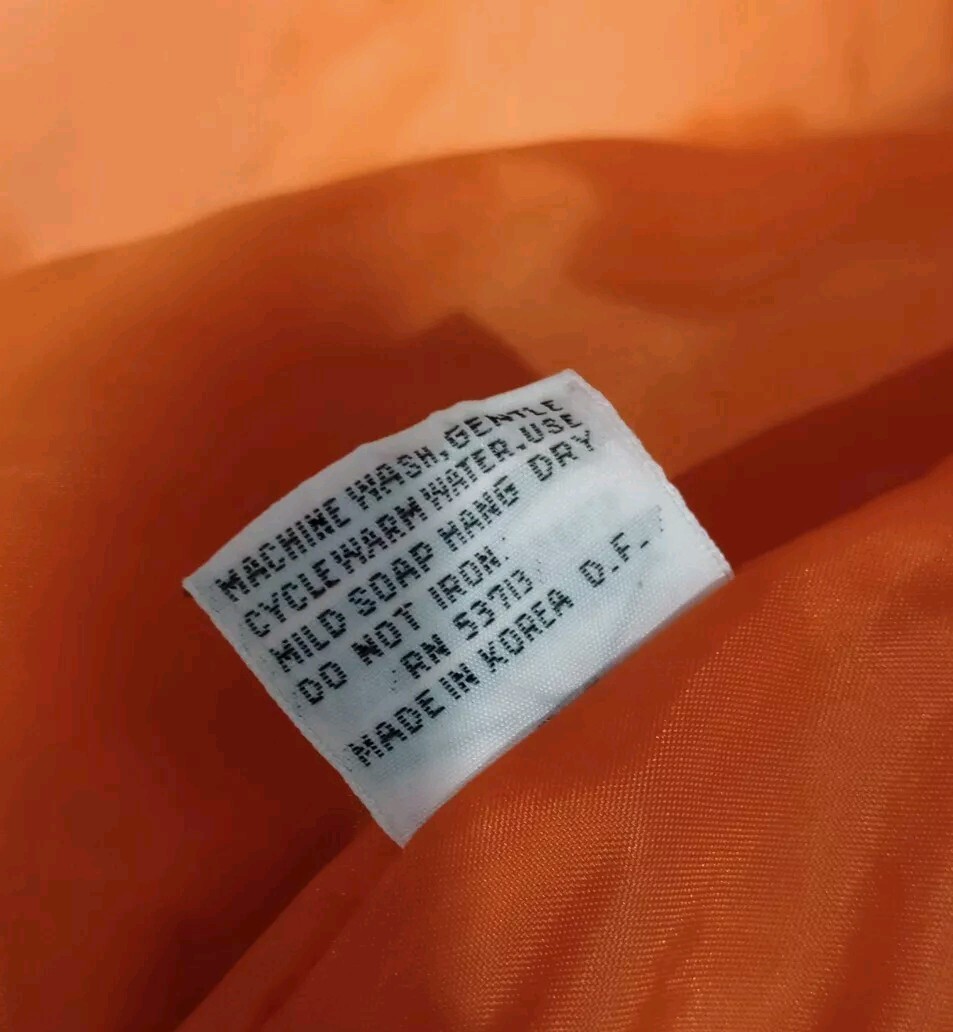 MACHINE WASH, GENTLE
CYCLE WARM WATER. USE
MILD SOAP HANG DRY
DO NOT IRON.
RN 53713
MADE IN KOREA D.F.